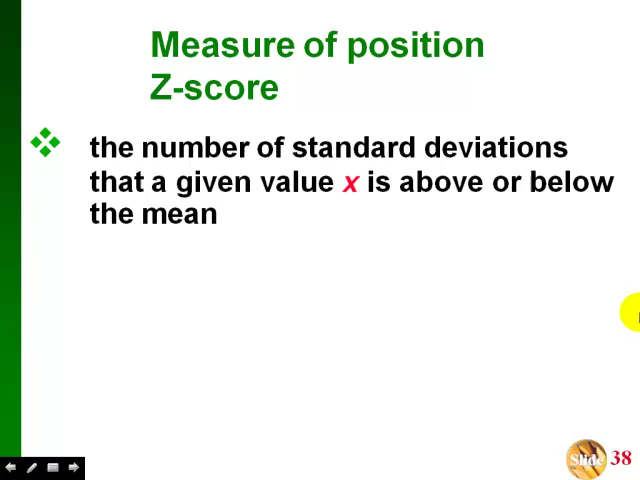 Measure of position
Z-score
the number of standard deviations
that a given value x is above or below
the mean
Slide 38